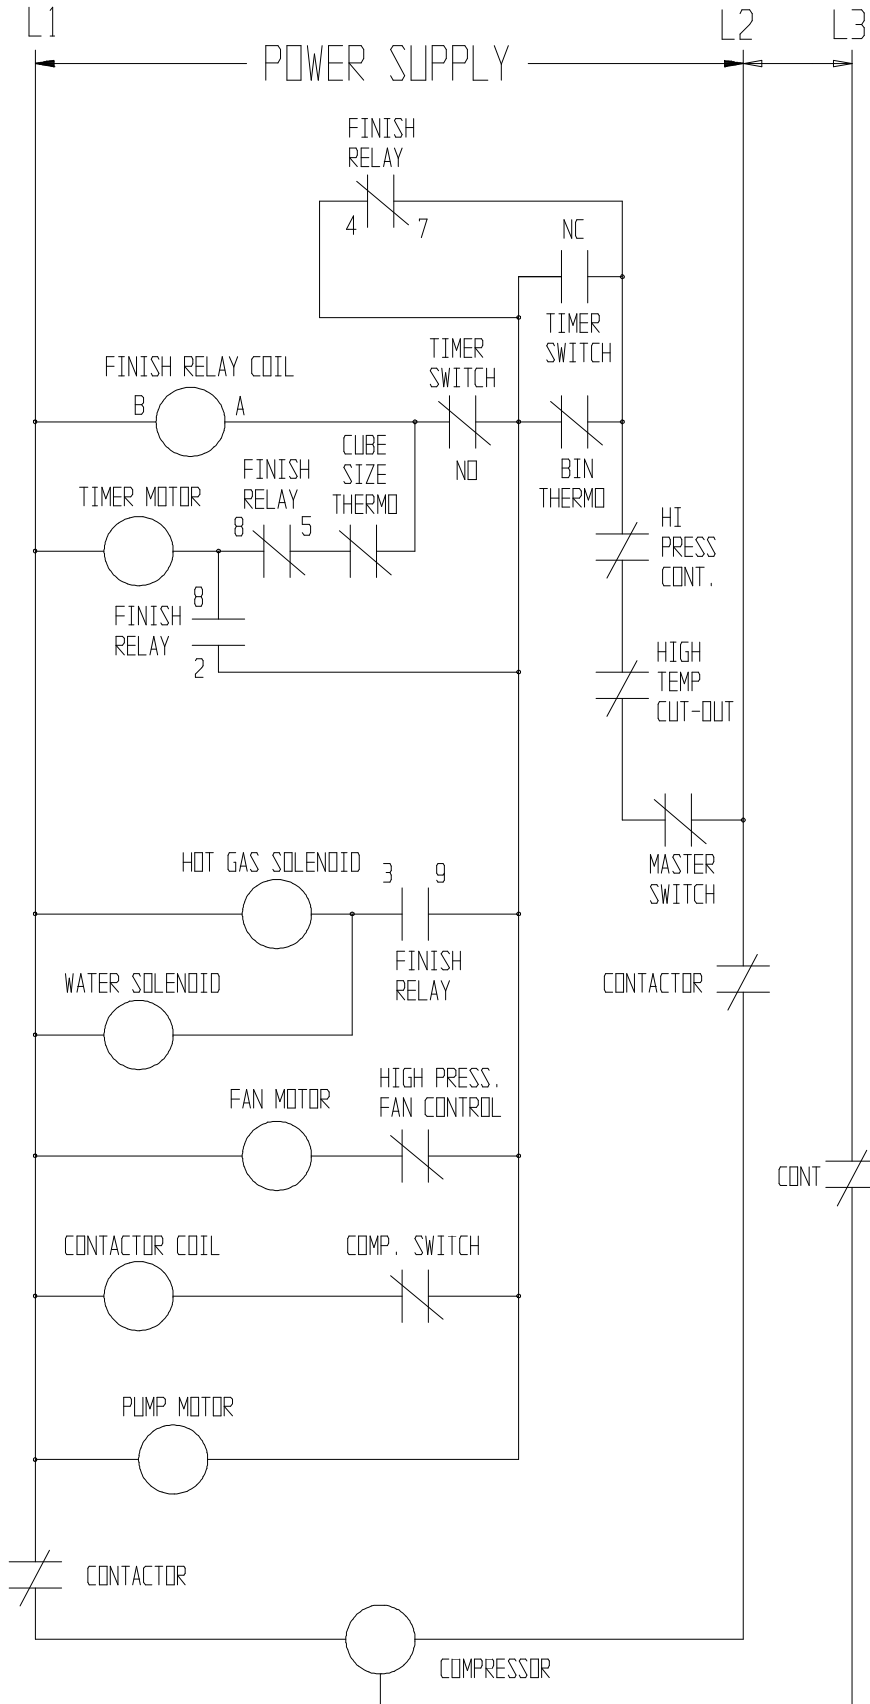 L1
L2
L3
POWER SUPPLY
FINISH
RELAY
4
7
NC
TIMER
SWITCH
TIMER
SWITCH
FINISH RELAY COIL
B
A
NO
CUBE
SIZE
THERMO
BIN
THERMO
FINISH
RELAY
8
5
TIMER MOTOR
HI
PRESS
CONT.
8
FINISH
RELAY
2
HIGH
TEMP
CUT-OUT
MASTER
SWITCH
HOT GAS SOLENOID
3
9
FINISH
RELAY
WATER SOLENOID
CONTACTOR
HIGH PRESS.
FAN CONTROL
FAN MOTOR
CONT
CONTACTOR COIL
COMP. SWITCH
PUMP MOTOR
CONTACTOR
COMPRESSOR